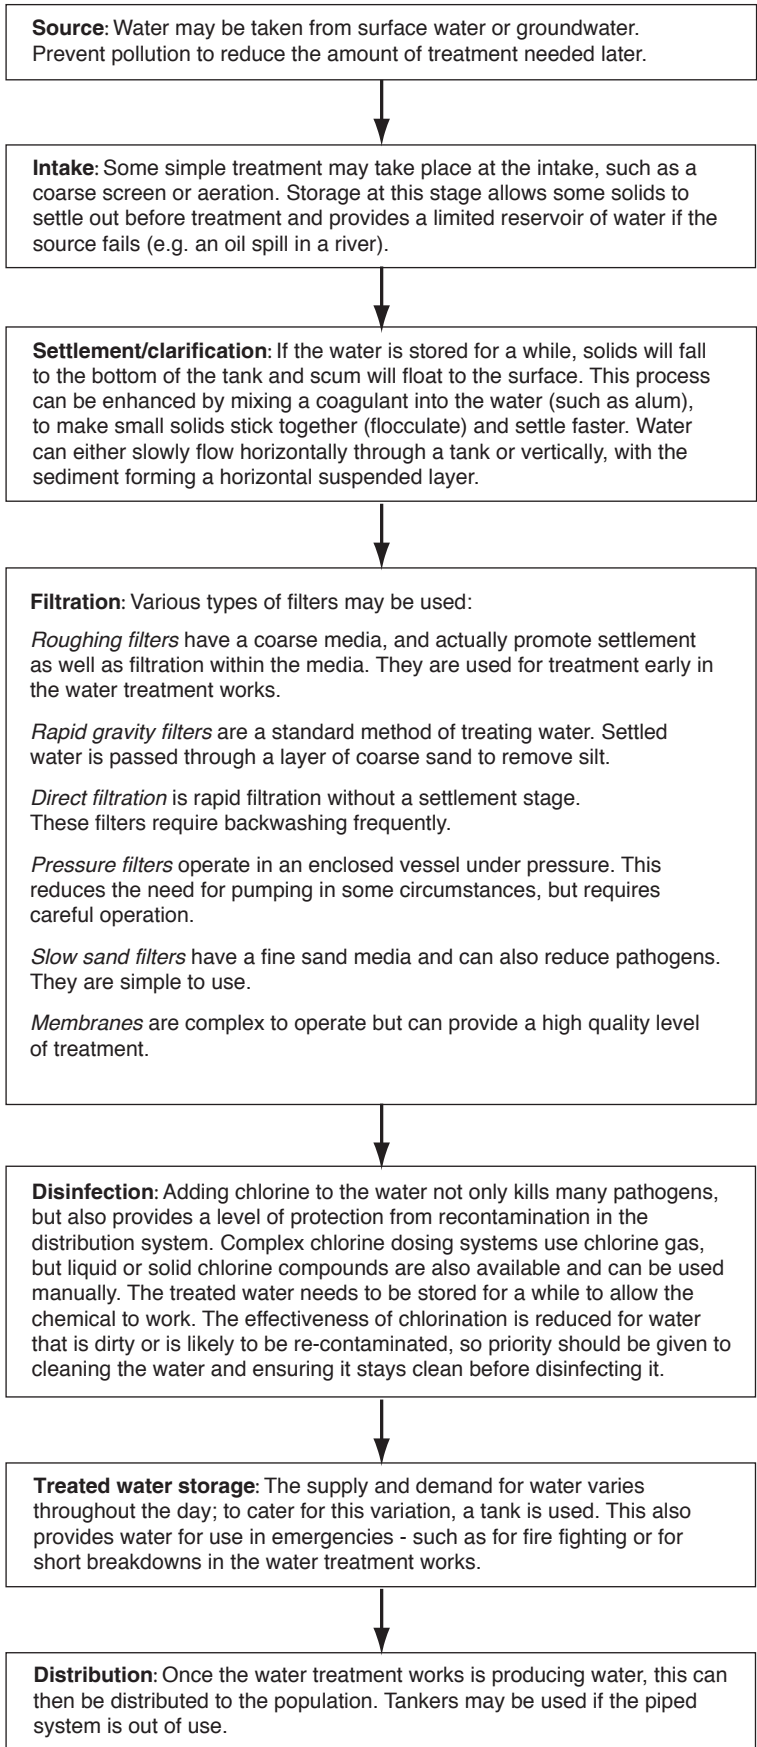 Source: Water may be taken from surface water or groundwater.
Prevent pollution to reduce the amount of treatment needed later.
Intake: Some simple treatment may take place at the intake, such as a
coarse screen or aeration. Storage at this stage allows some solids to
settle out before treatment and provides a limited reservoir of water if the
source fails (e.g. an oil spill in a river).
Settlement/clarification: If the water is stored for a while, solids will fall
to the bottom of the tank and scum will float to the surface. This process
can be enhanced by mixing a coagulant into the water (such as alum),
to make small solids stick together (flocculate) and settle faster. Water
can either slowly flow horizontally through a tank or vertically, with the
sediment forming a horizontal suspended layer.
Filtration: Various types of filters may be used:
Roughing filters have a coarse media, and actually promote settlement
as well as filtration within the media. They are used for treatment early in
the water treatment works.
Rapid gravity filters are a standard method of treating water. Settled
water is passed through a layer of coarse sand to remove silt.
Direct filtration is rapid filtration without a settlement stage.
These filters require backwashing frequently.
Pressure filters operate in an enclosed vessel under pressure. This
reduces the need for pumping in some circumstances, but requires
careful operation.
Slow sand filters have a fine sand media and can also reduce pathogens.
They are simple to use.
Membranes are complex to operate but can provide a high quality level
of treatment.
Disinfection: Adding chlorine to the water not only kills many pathogens,
but also provides a level of protection from recontamination in the
distribution system. Complex chlorine dosing systems use chlorine gas,
but liquid or solid chlorine compounds are also available and can be used
manually. The treated water needs to be stored for a while to allow the
chemical to work. The effectiveness of chlorination is reduced for water
that is dirty or is likely to be re-contaminated, so priority should be given to
cleaning the water and ensuring it stays clean before disinfecting it.
Treated water storage: The supply and demand for water varies
throughout the day; to cater for this variation, a tank is used. This also
provides water for use in emergencies - such as for fire fighting or for
short breakdowns in the water treatment works.
Distribution: Once the water treatment works is producing water, this can
then be distributed to the population. Tankers may be used if the piped
system is out of use.